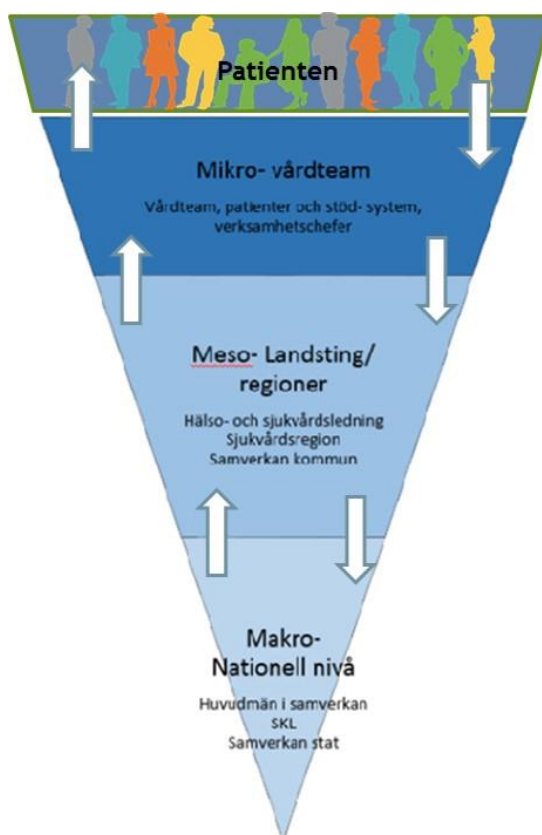 Patienten
Mikro- vårdteam
Vårdteam, patienter och stöd- system,
verksamhetschefer
Meso- Landsting/
regioner
Hälso- och sjukvårdsledning
Sjukvårdsregion
Samverkan kommun
Makro-
Nationell nivå
Huvudmän i samverkan
SKL
Samverkan stat